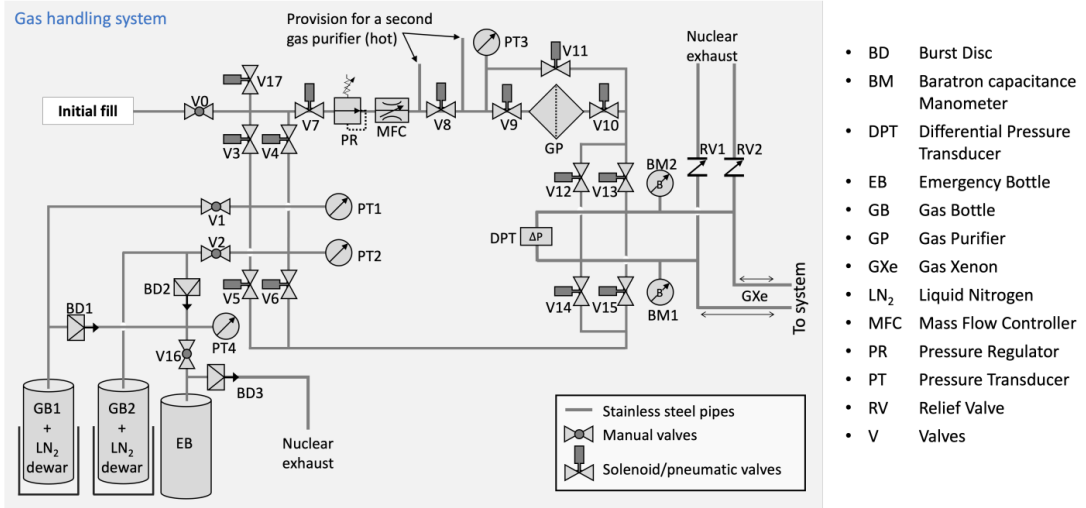 Gas handling system
Provision for a second
gas purifier (hot)
PT3
V11
Nuclear
exhaust
V17
Initial fill
V0
V7
PR
MFC
V8
V9
GP
V10
V3
V4
RV1
RV2
BM2
B
V12
V13
V1
PT1
V2
PT2
DPT
ΔP
BD2
V5
V6
V14
V15
B
BM1
GXe
To system
BD1
PT4
V16
BD3
GB1
+
LN2
dewar
GB2
+
LN2
dewar
EB
Nuclear
exhaust
Stainless steel pipes
Manual valves
Solenoid/pneumatic valves
• BD Burst Disc
• BM Baratron capacitance
Manometer
• DPT Differential Pressure
Transducer
• EB Emergency Bottle
• GB Gas Bottle
• GP Gas Purifier
• GXe Gas Xenon
• LN2 Liquid Nitrogen
• MFC Mass Flow Controller
• PR Pressure Regulator
• PT Pressure Transducer
• RV Relief Valve
• V Valves